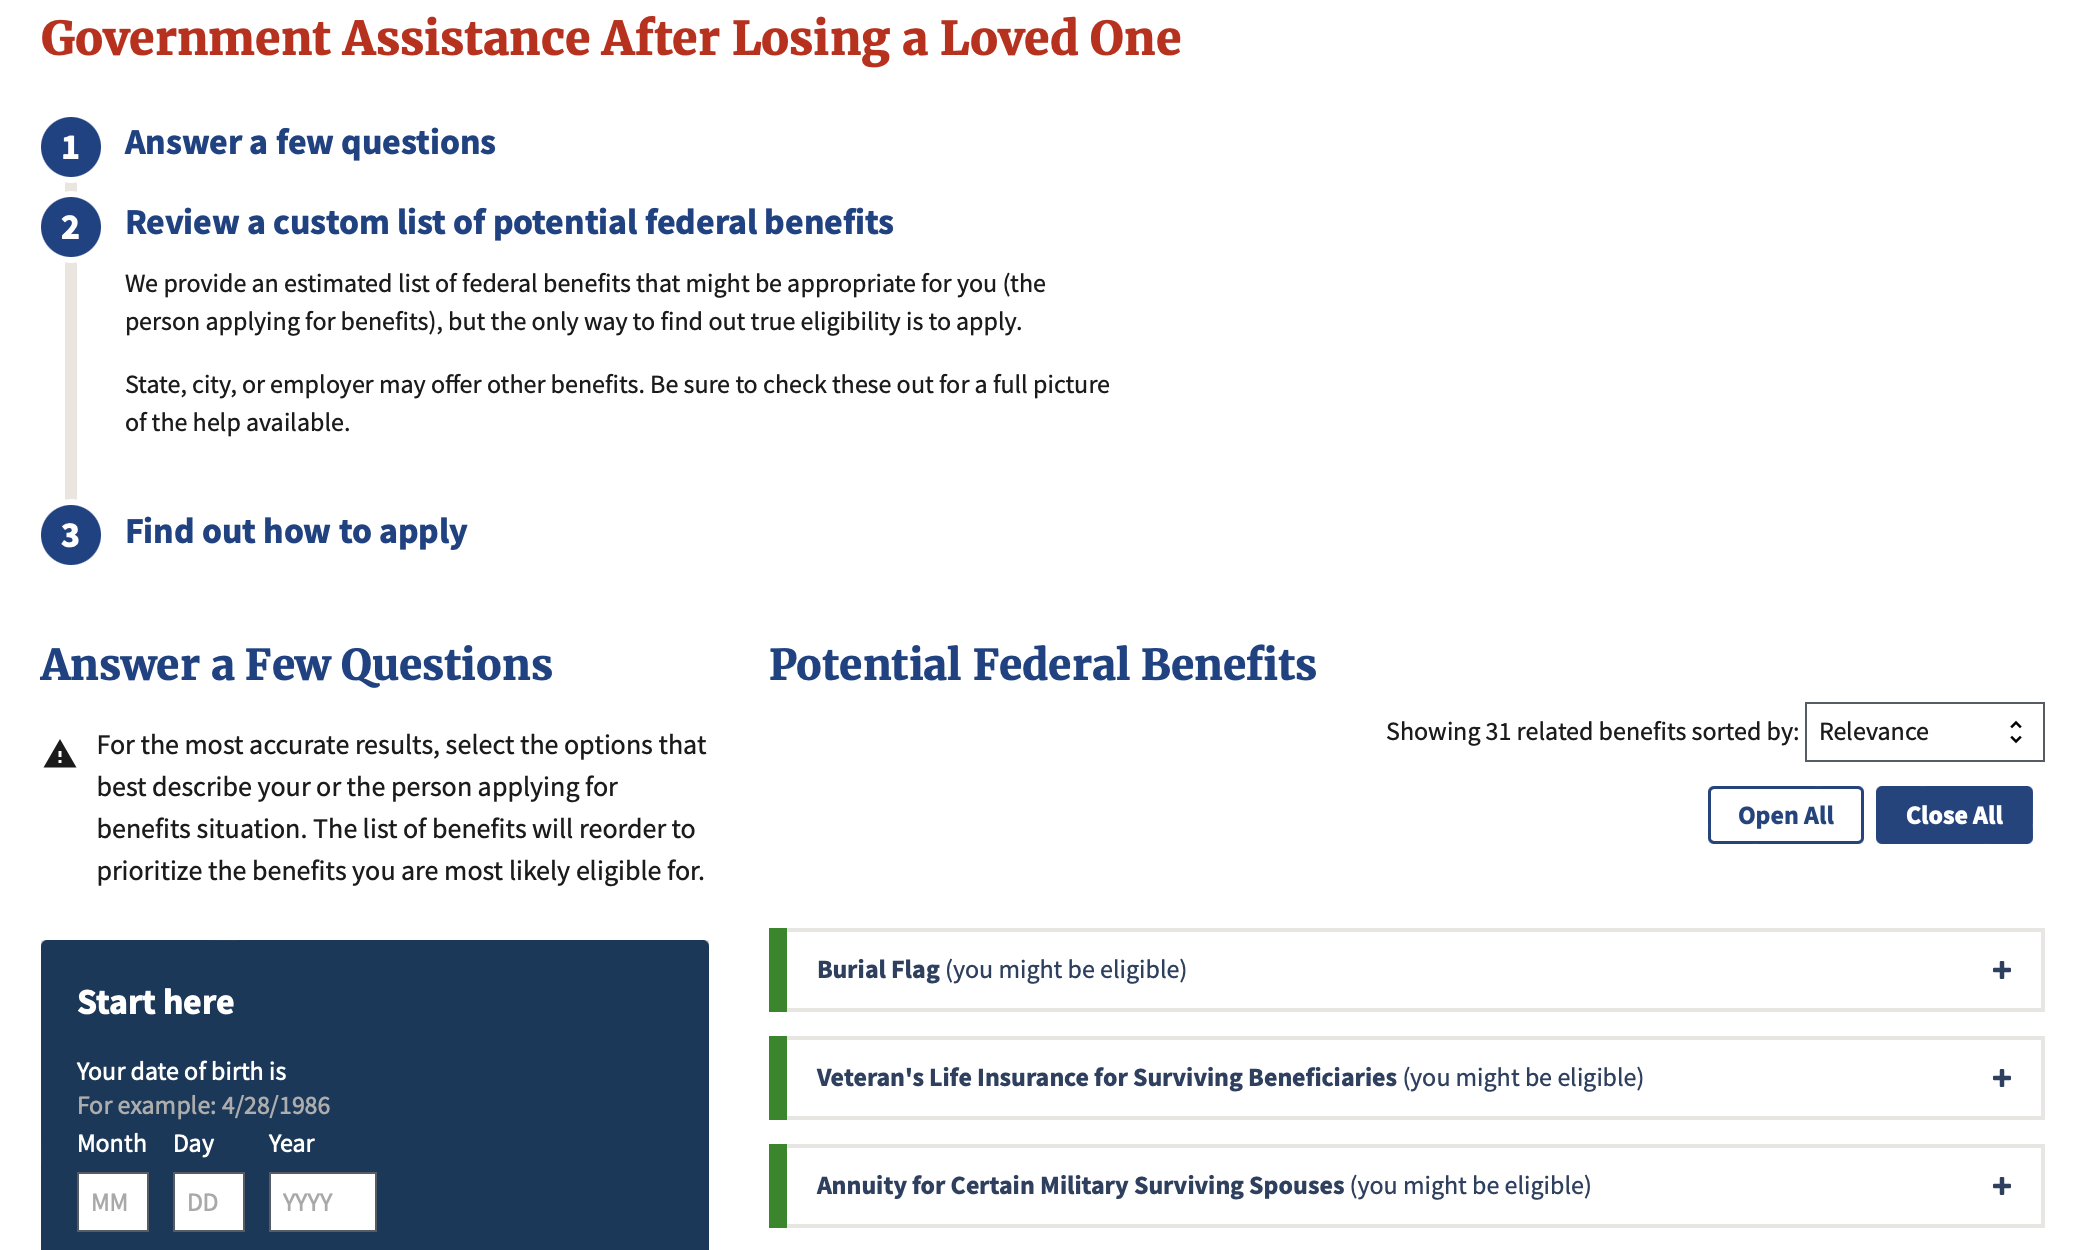 Government Assistance After Losing a Loved One
1
Answer a few questions
2
Review a custom list of potential federal benefits
We provide an estimated list of federal benefits that might be appropriate for you (the
person applying for benefits), but the only way to find out true eligibility is to apply.
State, city, or employer may offer other benefits. Be sure to check these out for a full picture
of the help available.
3
Find out how to apply
Answer a Few Questions
For the most accurate results, select the options that
best describe your or the person applying for
benefits situation. The list of benefits will reorder to
prioritize the benefits you are most likely eligible for.
Start here
Your date of birth is
For example: 4/28/1986
Month Day Year
MM DD YYYY
Potential Federal Benefits
Showing 31 related benefits sorted by: Relevance
Open All Close All
Burial Flag (you might be eligible) +
Veteran's Life Insurance for Surviving Beneficiaries (you might be eligible) +
Annuity for Certain Military Surviving Spouses (you might be eligible) +